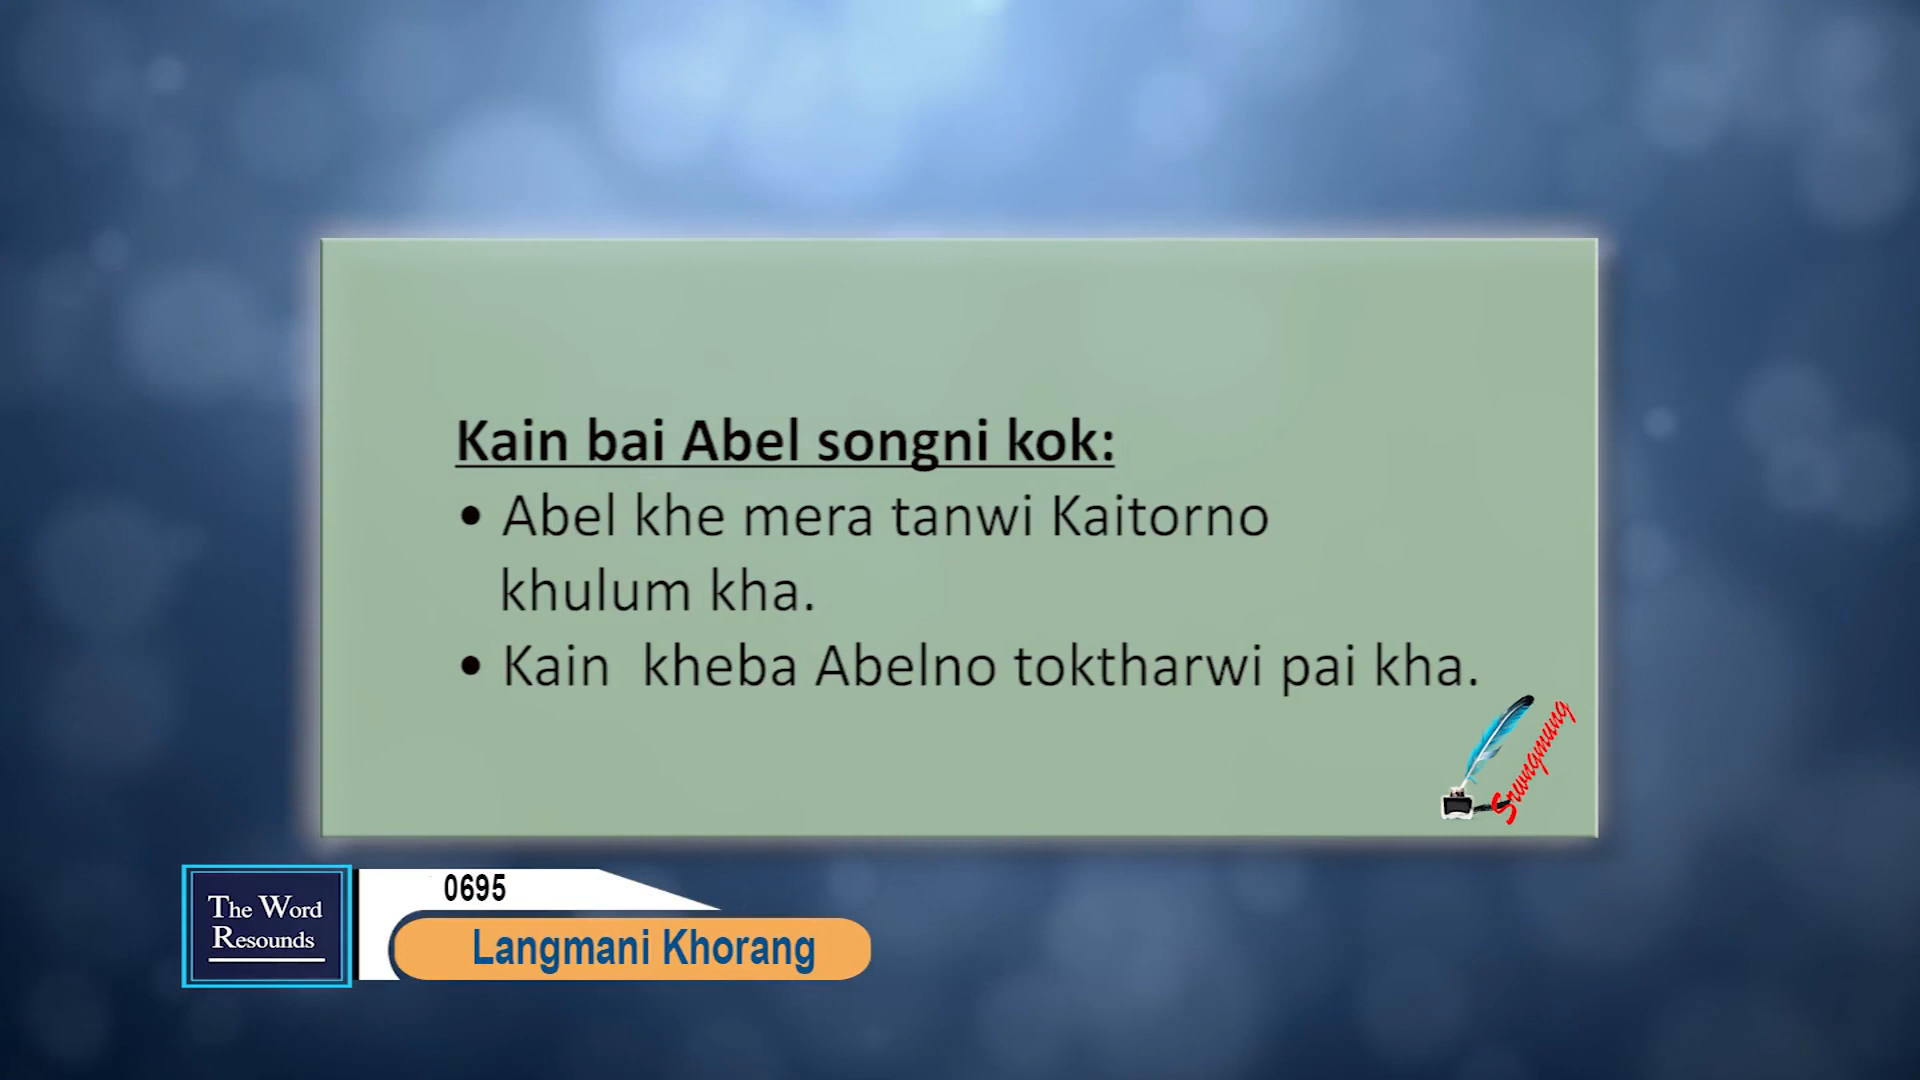 Kain bai Abel songni kok:
• Abel khe mera tanwi Kaitorno
khulum kha.
• Kain kheba Abelno toktharwi pai kha.
Srungmung
The Word
Resounds
0695
Langmani Khorang